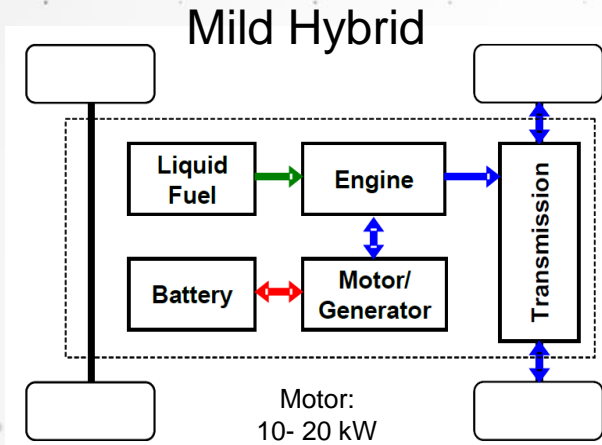 Mild Hybrid
Liquid
Fuel
Engine
Transmission
Battery
Motor/
Generator
Motor:
10- 20 kW